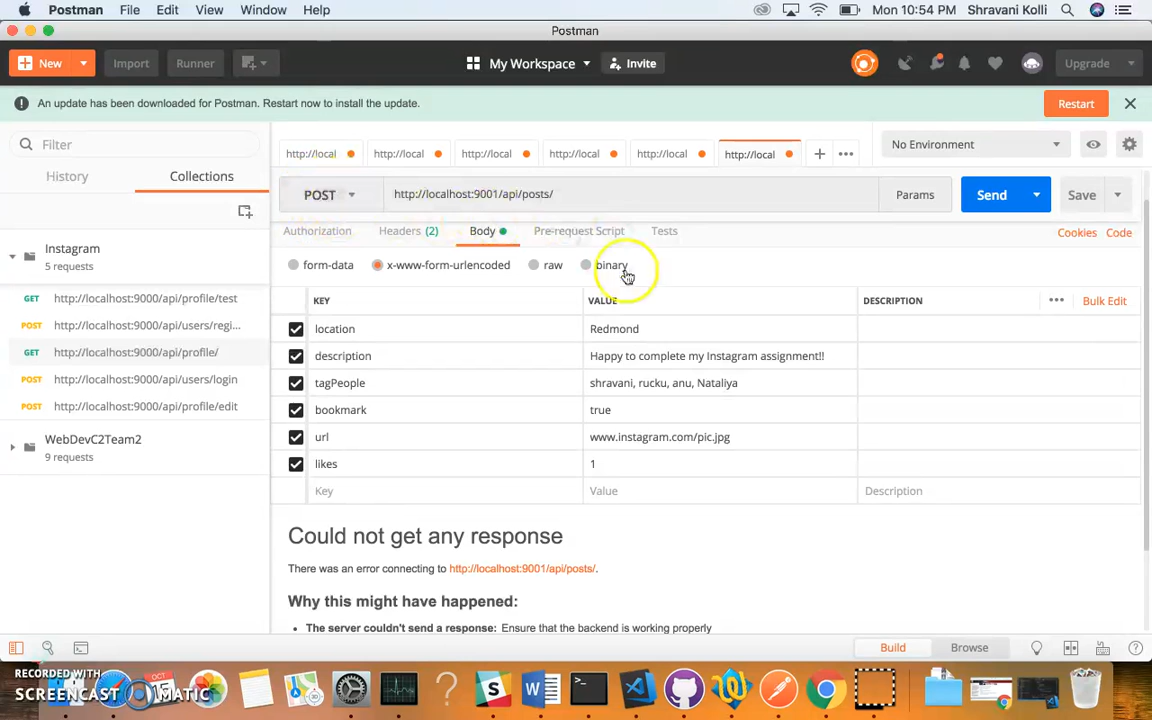 Postman File Edit View Window Help Mon 10:54 PM Shravani Kolli
Postman
New Import Runner My Workspace Invite Upgrade
An update has been downloaded for Postman. Restart now to install the update. Restart
Filter
http://local http://local http://local http://local http://local http://local No Environment
History Collections
POST http://localhost:9001/api/posts/ Params Send Save
Authorization Headers (2) Body Pre-request Script Tests Cookies Code
form-data x-www-form-urlencoded raw binary
KEY VALUE DESCRIPTION Bulk Edit
location Redmond
description Happy to complete my Instagram assignment!!
tagPeople shravani, rucku, anu, Nataliya
bookmark true
url www.instagram.com/pic.jpg
likes 1
Key Value Description
Instagram
5 requests
GET http://localhost:9000/api/profile/test
POST http://localhost:9000/api/users/regi...
GET http://localhost:9000/api/profile/
POST http://localhost:9000/api/users/login
POST http://localhost:9000/api/profile/edit
WebDevC2Team2
9 requests
Could not get any response
There was an error connecting to http://localhost:9001/api/posts/.
Why this might have happened:
• The server couldn't send a response: Ensure that the backend is working properly
Build Browse
RECORDED WITH
SCREENCAST MATIC
OCT